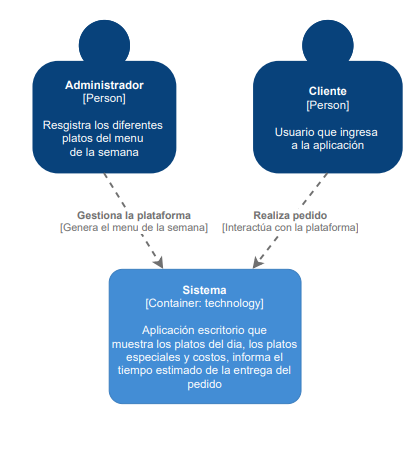 Administrador
[Person]
Resgistra los diferentes
platos del menu
de la semana
Cliente
[Person]
Usuario que ingresa
a la aplicación
Gestiona la plataforma
[Genera el menu de la semana]
Realiza pedido
[Interactúa con la plataforma]
Sistema
[Container: technology]
Aplicación escritorio que
muestra los platos del dia, los platos
especiales y costos, informa el
tiempo estimado de la entrega del
pedido